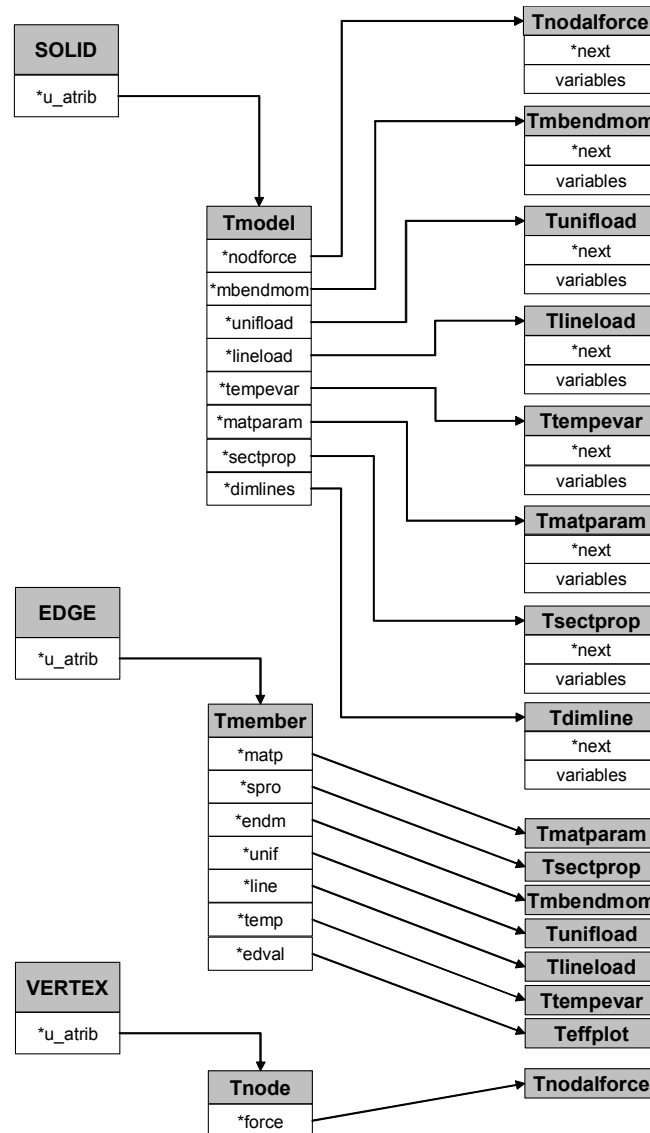 SOLID
*u_atrib
Tmodel
*nodforce
*mbendmom
*unifload
*lineload
*tempevar
*matparam
*sectprop
*dimlines
Tnodalforce
*next
variables
Tmbendmom
*next
variables
Tunifload
*next
variables
Tlineload
*next
variables
Ttempevar
*next
variables
Tmatparam
*next
variables
Tsectprop
*next
variables
Tdimline
*next
variables
EDGE
*u_atrib
Tmember
*matp
*spro
*endm
*unif
*line
*temp
*edval
Tmatparam
Tsectprop
Tmbendmom
Tunifload
Tlineload
Ttempevar
Teffplot
VERTEX
*u_atrib
Tnode
*force
Tnodalforce